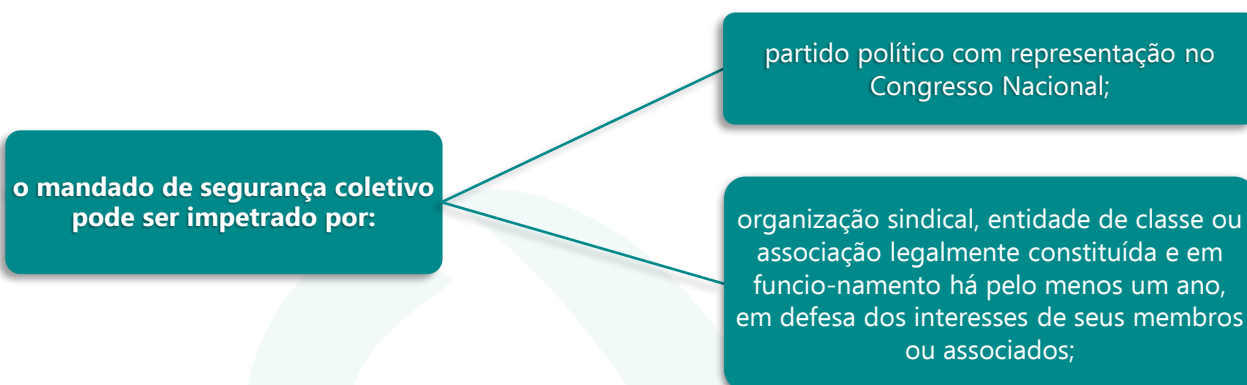 o mandado de segurança coletivo
pode ser impetrado por:
partido político com representação no
Congresso Nacional;
organização sindical, entidade de classe ou
associação legalmente constituída e em
funcio-namento há pelo menos um ano,
em defesa dos interesses de seus membros
ou associados;